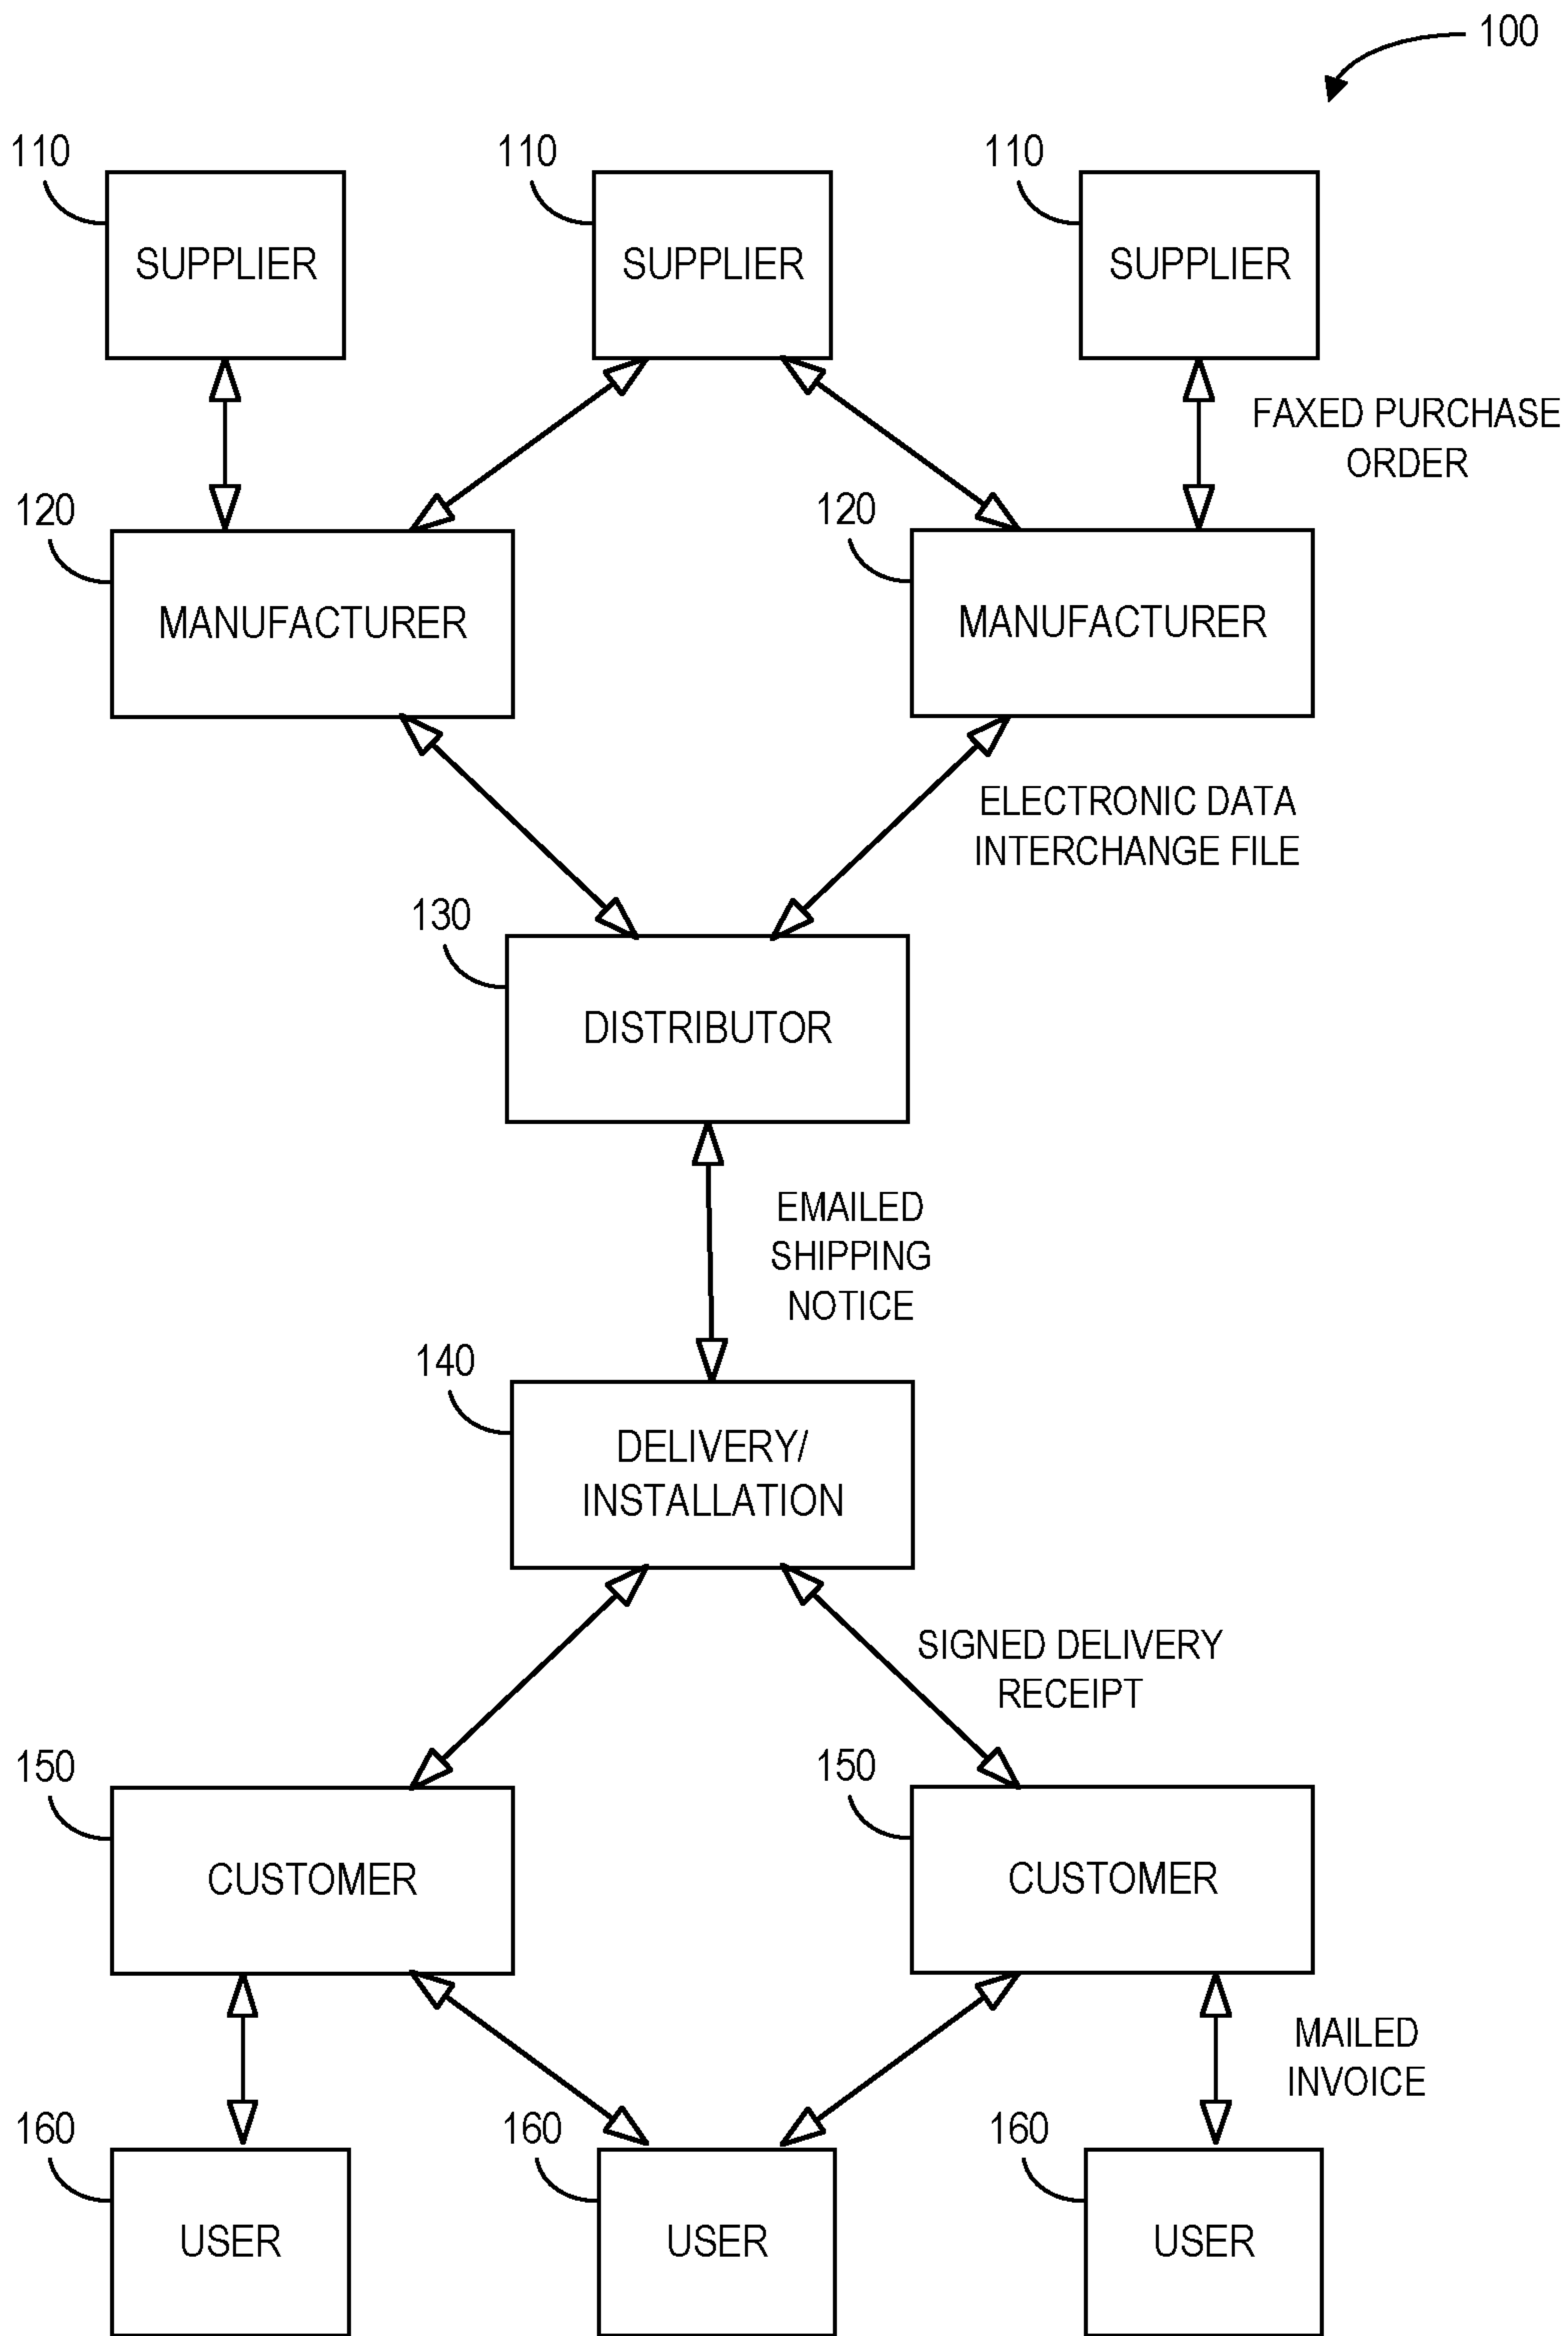 100
110
110
110
SUPPLIER
SUPPLIER
SUPPLIER
FAXED PURCHASE
ORDER
120
120
MANUFACTURER
MANUFACTURER
ELECTRONIC DATA
INTERCHANGE FILE
130
DISTRIBUTOR
EMAILED
SHIPPING
NOTICE
140
DELIVERY/
INSTALLATION
SIGNED DELIVERY
RECEIPT
150
150
CUSTOMER
CUSTOMER
MAILED
INVOICE
160
160
160
USER
USER
USER